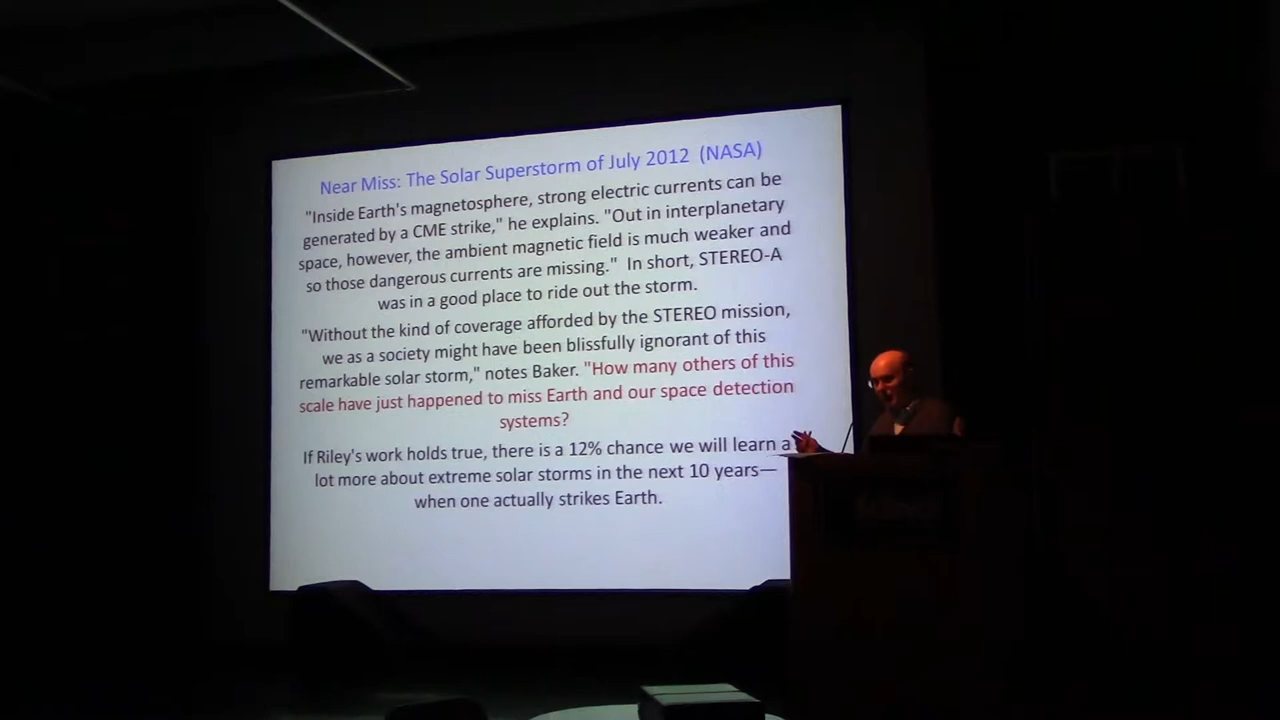 Near Miss: The Solar Superstorm of July 2012 (NASA)
"Inside Earth's magnetosphere, strong electric currents can be
generated by a CME strike," he explains. "Out in interplanetary
space, however, the ambient magnetic field is much weaker and
so those dangerous currents are missing." In short, STEREO-A
was in a good place to ride out the storm.
"Without the kind of coverage afforded by the STEREO mission,
we as a society might have been blissfully ignorant of this
remarkable solar storm," notes Baker. "How many others of this
scale have just happened to miss Earth and our space detection
systems?
If Riley's work holds true, there is a 12% chance we will learn a
lot more about extreme solar storms in the next 10 years—
when one actually strikes Earth.